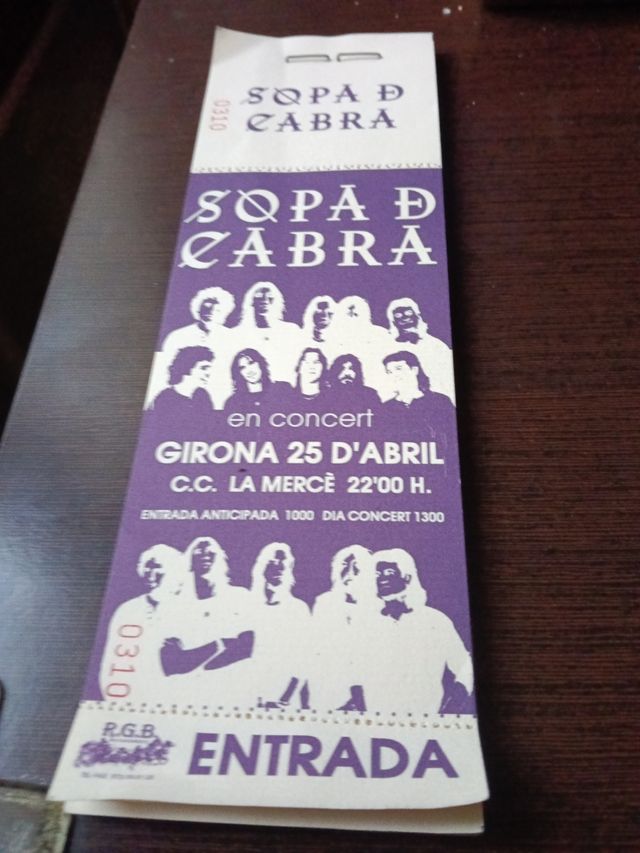 0310
SOPA D
CABRA
SOPA D
CABRA
en concert
GIRONA 25 D'ABRIL
C.C. LA MERCÈ 22'00 H.
ENTRADA ANTICIPADA 1000 DIA CONCERT 1300
0310
R.G.B.
ENTRADA